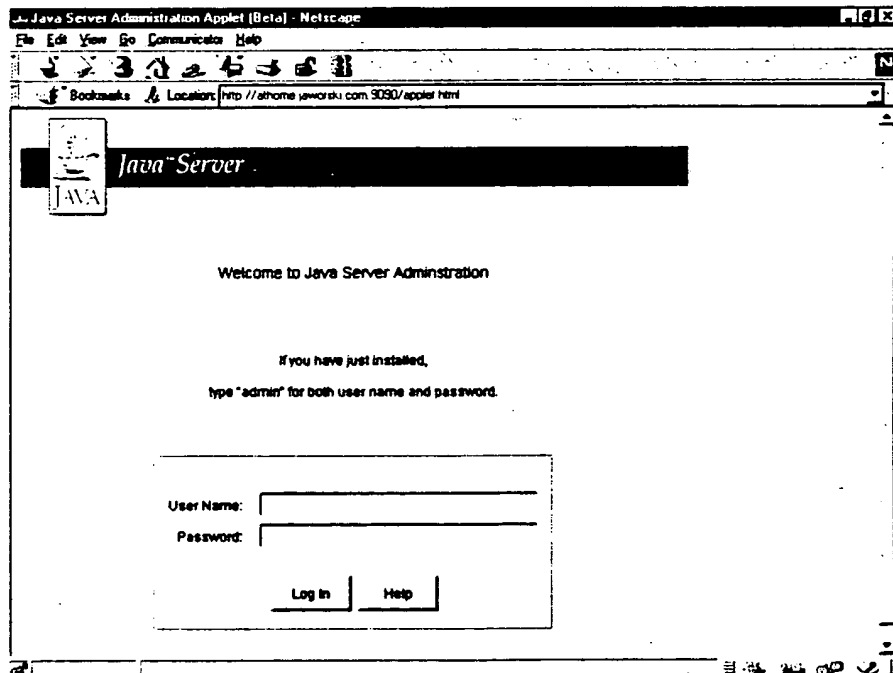 Java Server Administration Applet (Beta) - Netscape
File Edit View Go Communicator Help
Bookmarks Location: http://athome.jaworski.com:9090/applet.html
Java™ Server
JAVA
Welcome to Java Server Adminstration
If you have just installed,
type "admin" for both user name and password.
User Name:
Password:
Log In Help